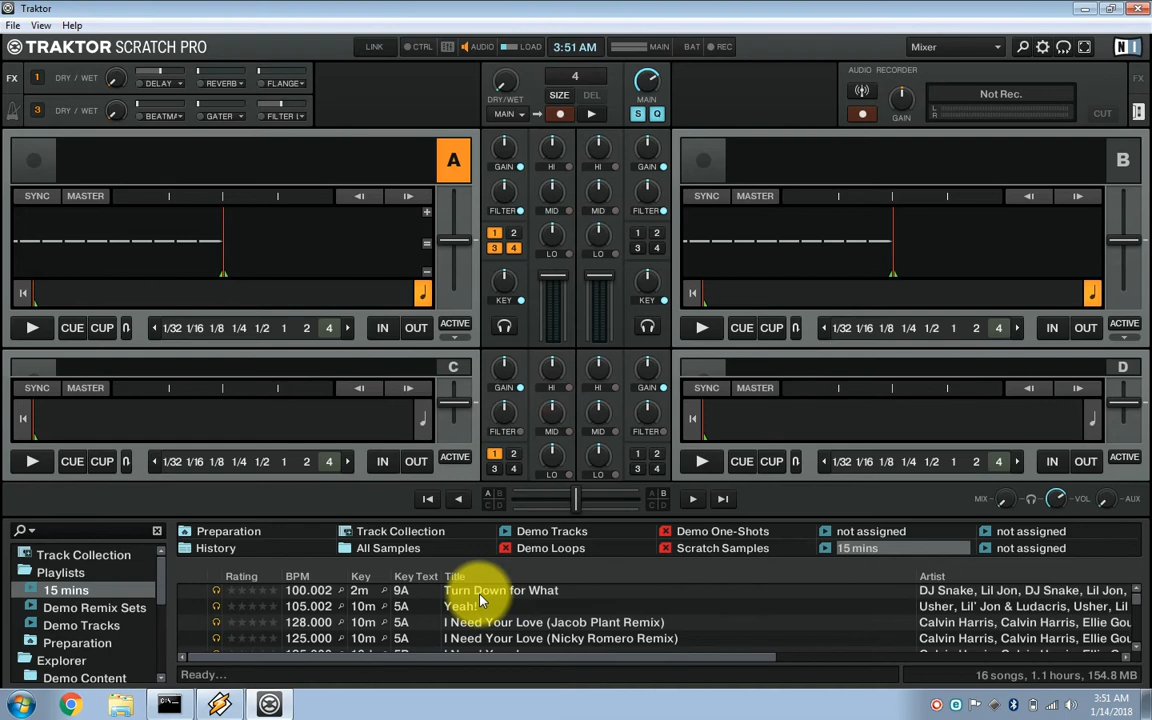 Traktor
File View Help
TRAKTOR SCRATCH PRO
LINK CTRL AUDIO LOAD 3:51 AM MAIN BAT REC
Mixer
FX 1 DRY / WET DELAY REVERB FLANGE
3 DRY / WET BEATMA GATER FILTER L
DRY/WET 4 MAIN
SIZE DEL
MAIN S Q
AUDIO RECORDER
Not Rec.
GAIN L R CUT
FX
A
B
SYNC MASTER
GAIN HI HI GAIN
FILTER MID MID FILTER
1 2 3 4 LO LO 1 2 3 4
KEY KEY
SYNC MASTER
CUE CUP 1/32 1/16 1/8 1/4 1/2 1 2 4 IN OUT ACTIVE
CUE CUP 1/32 1/16 1/8 1/4 1/2 1 2 4 IN OUT ACTIVE
C
D
SYNC MASTER
GAIN HI HI GAIN
FILTER MID MID FILTER
1 2 3 4 LO LO 1 2 3 4
SYNC MASTER
CUE CUP 1/32 1/16 1/8 1/4 1/2 1 2 4 IN OUT ACTIVE
CUE CUP 1/32 1/16 1/8 1/4 1/2 1 2 4 IN OUT ACTIVE
A B C D
A B C D
MIX VOL AUX
Preparation Track Collection Demo Tracks Demo One-Shots not assigned not assigned
History All Samples Demo Loops Scratch Samples 15 mins not assigned
Track Collection
Playlists
15 mins
Demo Remix Sets
Demo Tracks
Preparation
Explorer
Demo Content
Rating BPM Key Key Text Title Artist
100.002 2m 9A Turn Down for What DJ Snake, Lil Jon, DJ Snake, Lil Jon,
105.002 10m 5A Yeah! Usher, Lil' Jon & Ludacris, Usher, Lil
128.000 10m 5A I Need Your Love (Jacob Plant Remix) Calvin Harris, Calvin Harris, Ellie Gou
125.000 10m 5A I Need Your Love (Nicky Romero Remix) Calvin Harris, Calvin Harris, Ellie Gou
Ready...
16 songs, 1.1 hours, 154.8 MB
3:51 AM
1/14/2018